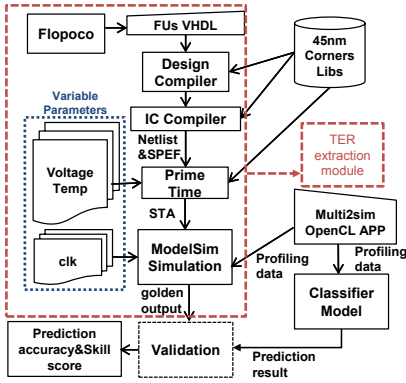 Flopoco
FUs VHDL
Design
Compiler
45nm
Corners
Libs
Variable
Parameters
IC Compiler
Netlist
&SPEF
TER
extraction
module
Voltage
Temp
Prime
Time
STA
Multi2sim
OpenCL APP
clk
ModelSim
Simulation
Profiling
data
Profiling
data
golden
output
Classifier
Model
Prediction
accuracy&Skill
score
Validation
Prediction
result